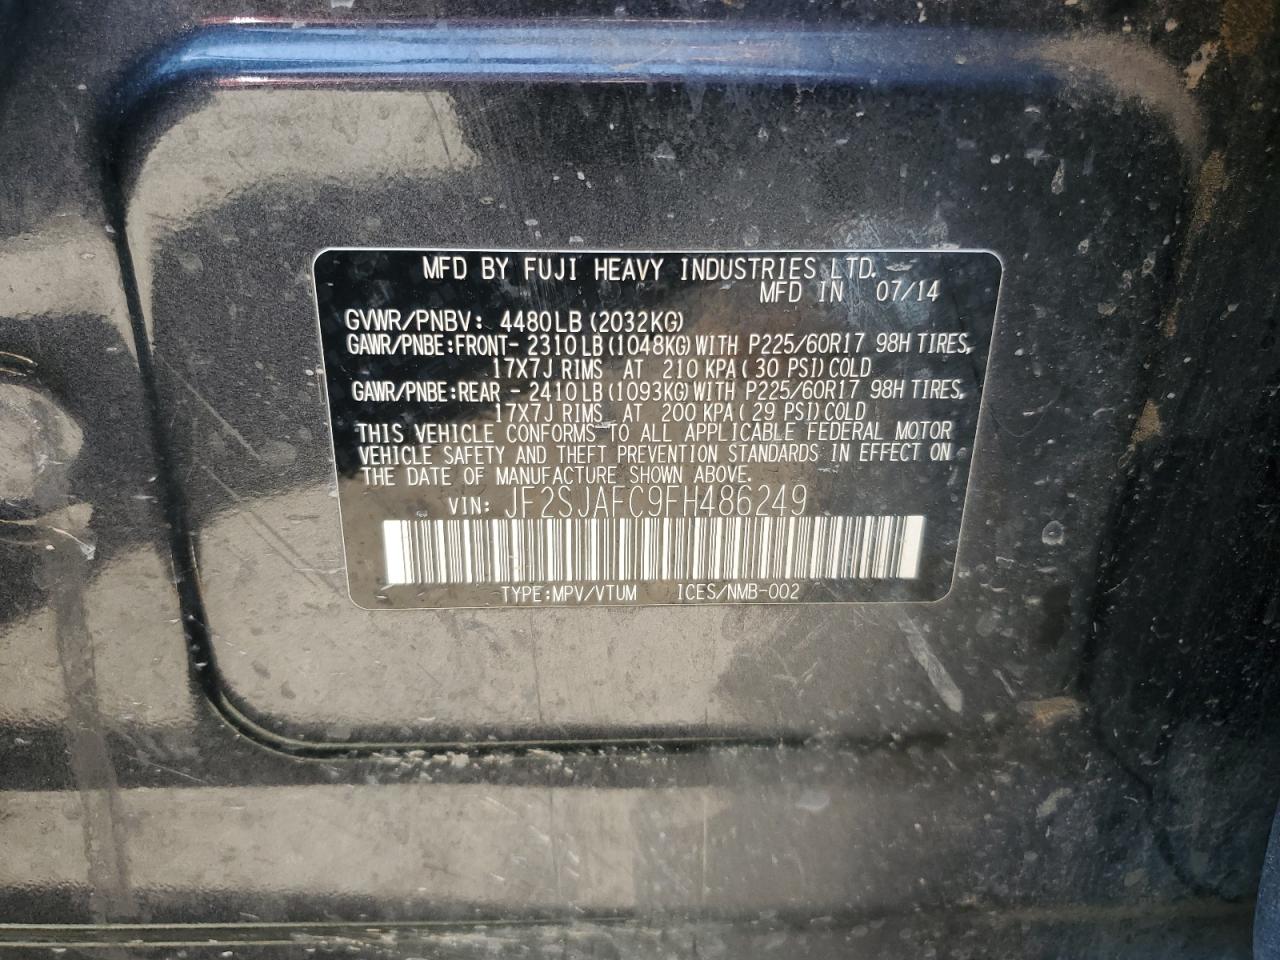 MFD BY FUJI HEAVY INDUSTRIES LTD.
MFD IN 07/14
GVWR/PNBV: 4480LB (2032KG)
GAWR/PNBE:FRONT- 2310LB (1048KG) WITH P225/60R17 98H TIRES,
17X7J RIMS AT 210 KPA ( 30 PSI) COLD
GAWR/PNBE:REAR - 2410LB (1093KG) WITH P225/60R17 98H TIRES,
17X7J RIMS AT 200 KPA ( 29 PSI) COLD
THIS VEHICLE CONFORMS TO ALL APPLICABLE FEDERAL MOTOR
VEHICLE SAFETY AND THEFT PREVENTION STANDARDS IN EFFECT ON
THE DATE OF MANUFACTURE SHOWN ABOVE.
VIN: JF2SJAFC9FH486249
TYPE:MPV/VTUM ICES/NMB-002